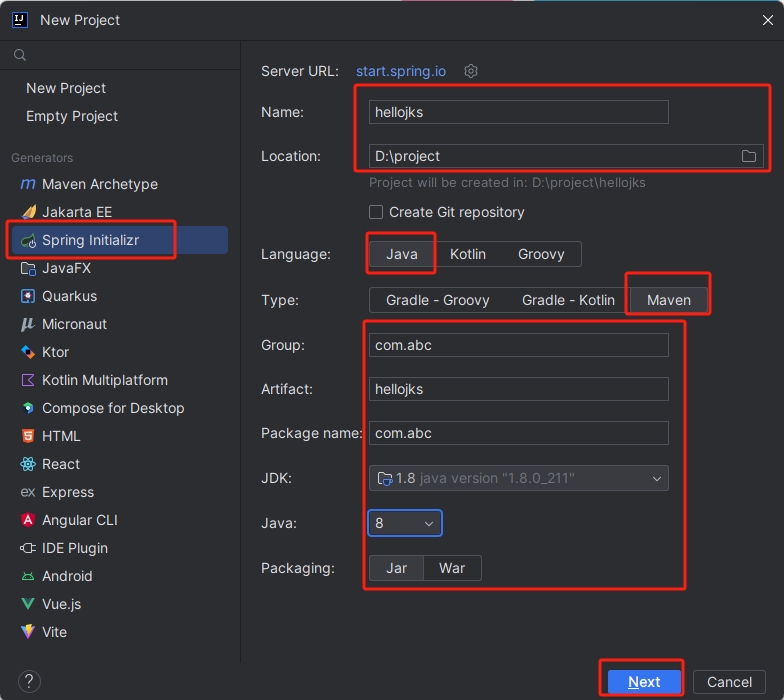 New Project
New Project
Empty Project
Generators
Maven Archetype
Jakarta EE
Spring Initializr
JavaFX
Quarkus
Micronaut
Ktor
Kotlin Multiplatform
Compose for Desktop
HTML
React
Express
Angular CLI
IDE Plugin
Android
Vue.js
Vite
Server URL: start.spring.io
Name: hellojks
Location: D:\project
Project will be created in: D:\project\hellojks
Create Git repository
Language: Java Kotlin Groovy
Type: Gradle - Groovy Gradle - Kotlin Maven
Group: com.abc
Artifact: hellojks
Package name: com.abc
JDK: 1.8 java version "1.8.0_211"
Java: 8
Packaging: Jar War
? Next Cancel